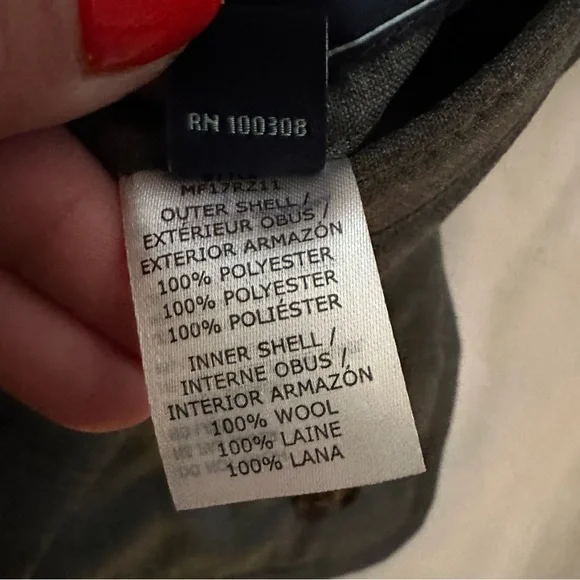 RN 100308
MF17RZ11
OUTER SHELL /
EXTÉRIEUR OBUS /
EXTERIOR ARMAZÓN
100% POLYESTER
100% POLYESTER
100% POLIÉSTER
INNER SHELL /
INTERNE OBUS /
INTERIOR ARMAZÓN
100% WOOL
100% LAINE
100% LANA